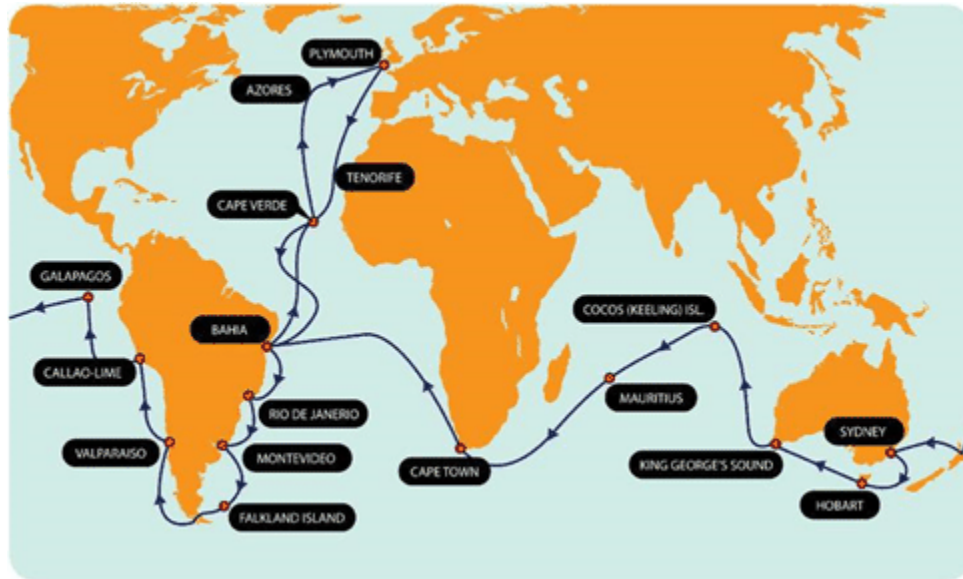 PLYMOUTH
AZORES
TENORIFE
CAPE VERDE
GALAPAGOS
COCOS (KEELING) ISL.
BAHIA
CALLAO-LIME
MAURITIUS
RIO DE JANERIO
SYDNEY
VALPARAISO
MONTEVIDEO
CAPE TOWN
KING GEORGE'S SOUND
HOBART
FALKLAND ISLAND